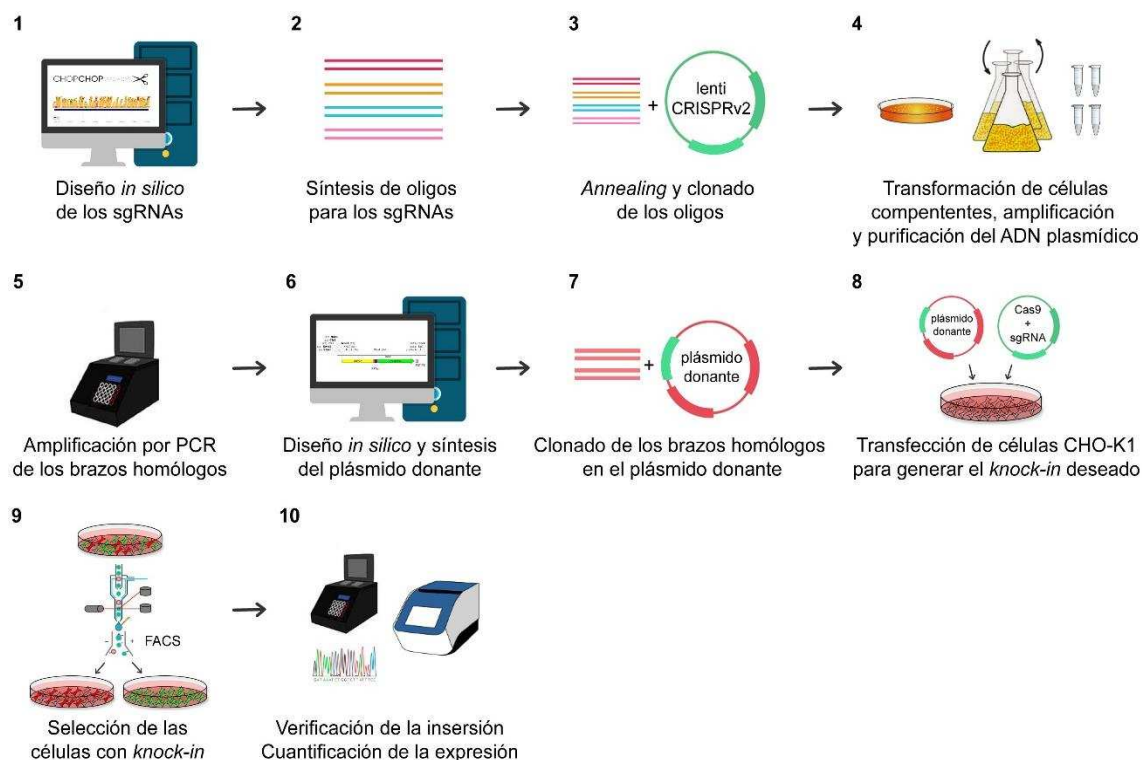 1
CHOPCHOP
Diseño in silico
de los sgRNAs
2
Síntesis de oligos
para los sgRNAs
3
+
lenti
CRISPRv2
Annealing y clonado
de los oligos
4
Transformación de células
compententes, amplificación
y purificación del ADN plasmídico
5
Amplificación por PCR
de los brazos homólogos
6
Diseño in silico y síntesis
del plásmido donante
7
+
plásmido
donante
Clonado de los brazos homólogos
en el plásmido donante
8
plásmido
donante
Cas9
+
sgRNA
Transfección de células CHO-K1
para generar el knock-in deseado
9
FACS
Selección de las
células con knock-in
10
Verificación de la inserción
Cuantificación de la expresión